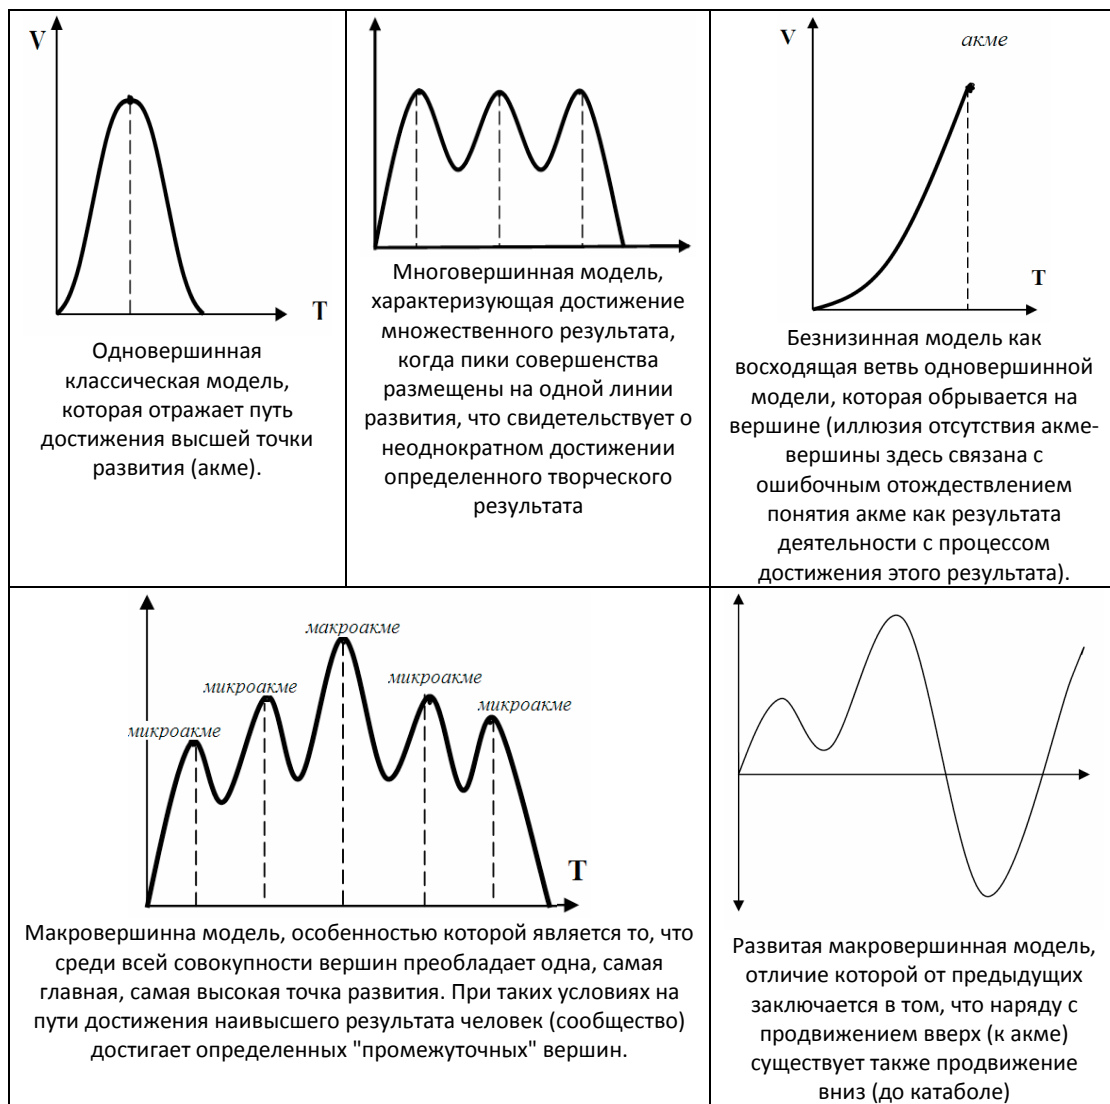 V
T
Одновершинная
классическая модель,
которая отражает путь
достижения высшей точки
развития (акме).
Многовершинная модель,
характеризующая достижение
множественного результата,
когда пики совершенства
размещены на одной линии
развития, что свидетельствует о
неоднократном достижении
определенного творческого
результата
V
акме
T
Безнизинная модель как
восходящая ветвь одновершинной
модели, которая обрывается на
вершине (иллюзия отсутствия акме-
вершины здесь связана с
ошибочным отождествлением
понятия акме как результата
деятельности с процессом
достижения этого результата).
макроакме
микроакме
микроакме
микроакме
микроакме
T
Макровершинна модель, особенностью которой является то, что
среди всей совокупности вершин преобладает одна, самая
главная, самая высокая точка развития. При таких условиях на
пути достижения наивысшего результата человек (сообщество)
достигает определенных "промежуточных" вершин.
Развитая макровершинная модель,
отличие которой от предыдущих
заключается в том, что наряду с
продвижением вверх (к акме)
существует также продвижение
вниз (до катаболе)